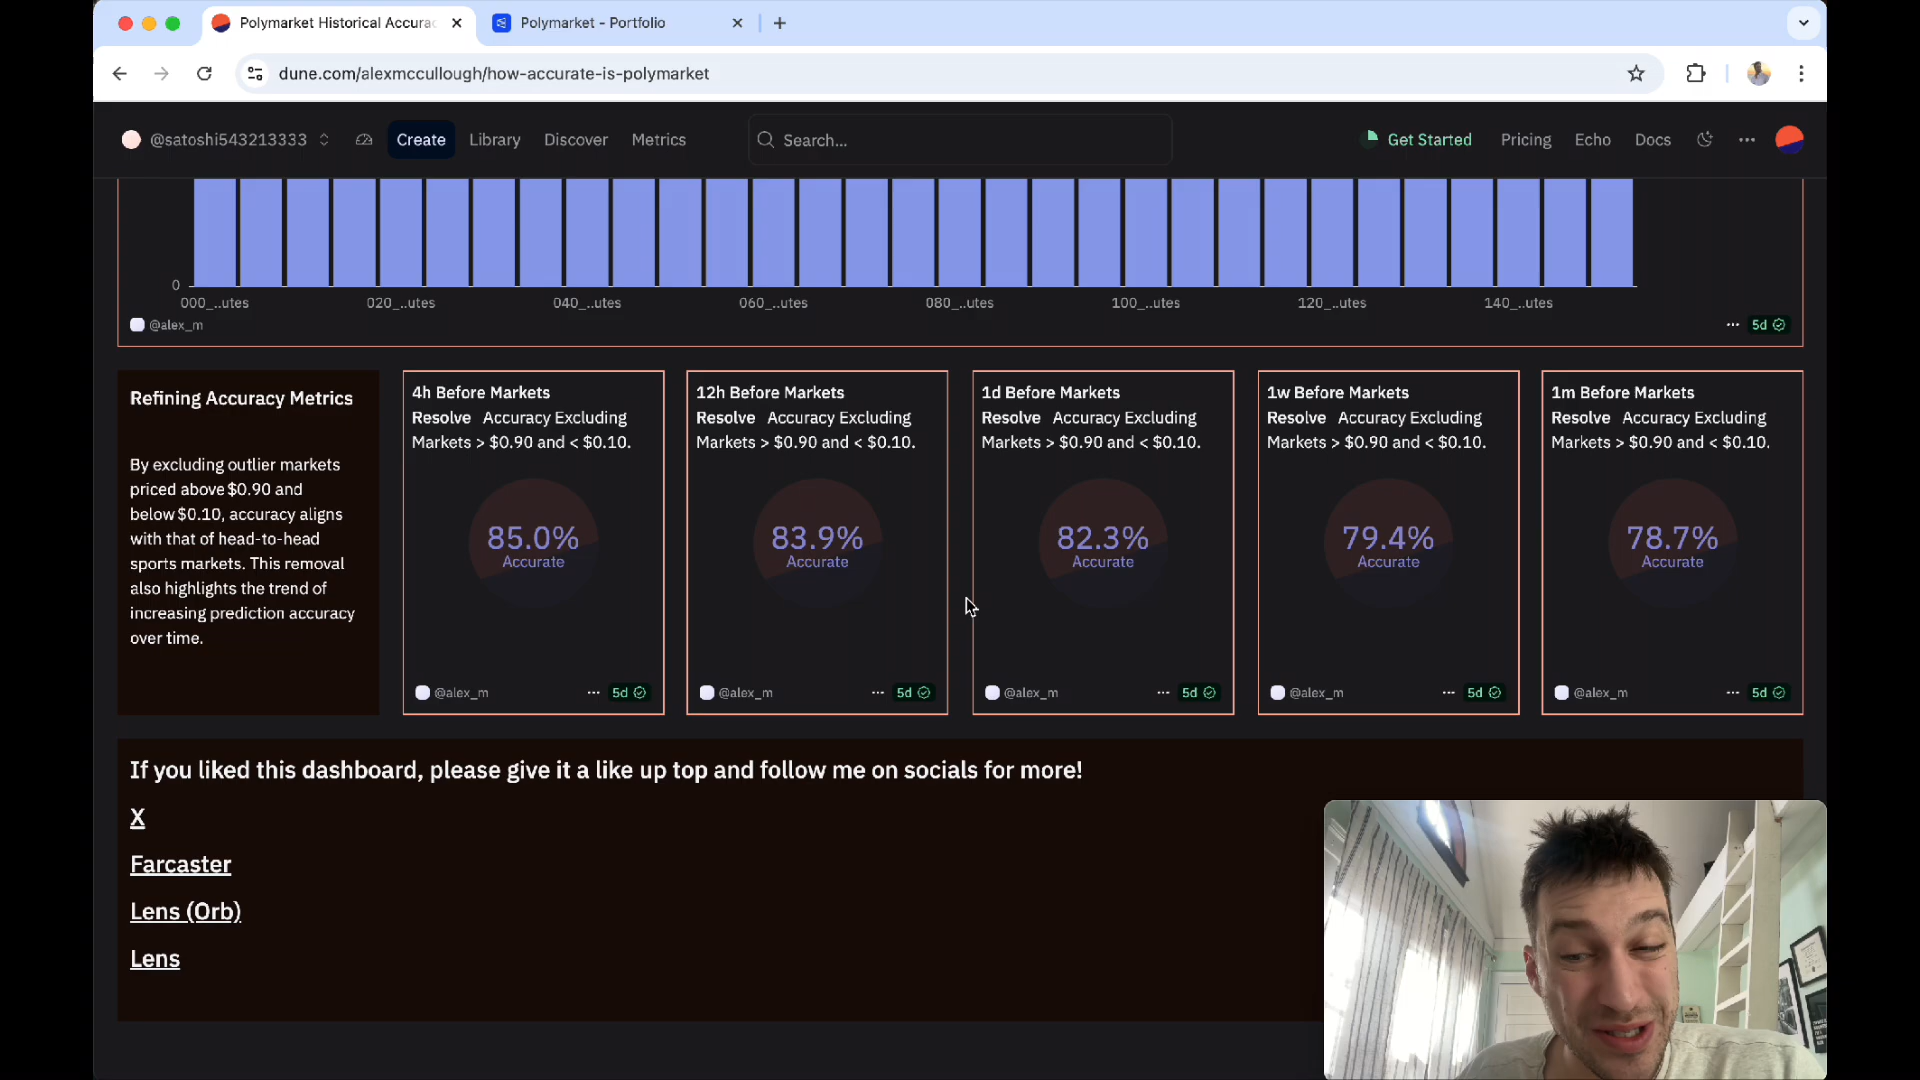 Polymarket Historical Accurac
Polymarket - Portfolio
dune.com/alexmccullough/how-accurate-is-polymarket
@satoshi543213333
Create
Library
Discover
Metrics
Search...
Get Started
Pricing
Echo
Docs
0
000_..utes
020_..utes
040_..utes
060_..utes
080_..utes
100_..utes
120_..utes
140_..utes
@alex_m
5d
Refining Accuracy Metrics
By excluding outlier markets
priced above $0.90 and
below $0.10, accuracy aligns
with that of head-to-head
sports markets. This removal
also highlights the trend of
increasing prediction accuracy
over time.
4h Before Markets
Resolve Accuracy Excluding
Markets > $0.90 and < $0.10.
85.0%
Accurate
@alex_m
5d
12h Before Markets
Resolve Accuracy Excluding
Markets > $0.90 and < $0.10.
83.9%
Accurate
@alex_m
5d
1d Before Markets
Resolve Accuracy Excluding
Markets > $0.90 and < $0.10.
82.3%
Accurate
@alex_m
5d
1w Before Markets
Resolve Accuracy Excluding
Markets > $0.90 and < $0.10.
79.4%
Accurate
@alex_m
5d
1m Before Markets
Resolve Accuracy Excluding
Markets > $0.90 and < $0.10.
78.7%
Accurate
@alex_m
5d
If you liked this dashboard, please give it a like up top and follow me on socials for more!
X
Farcaster
Lens (Orb)
Lens